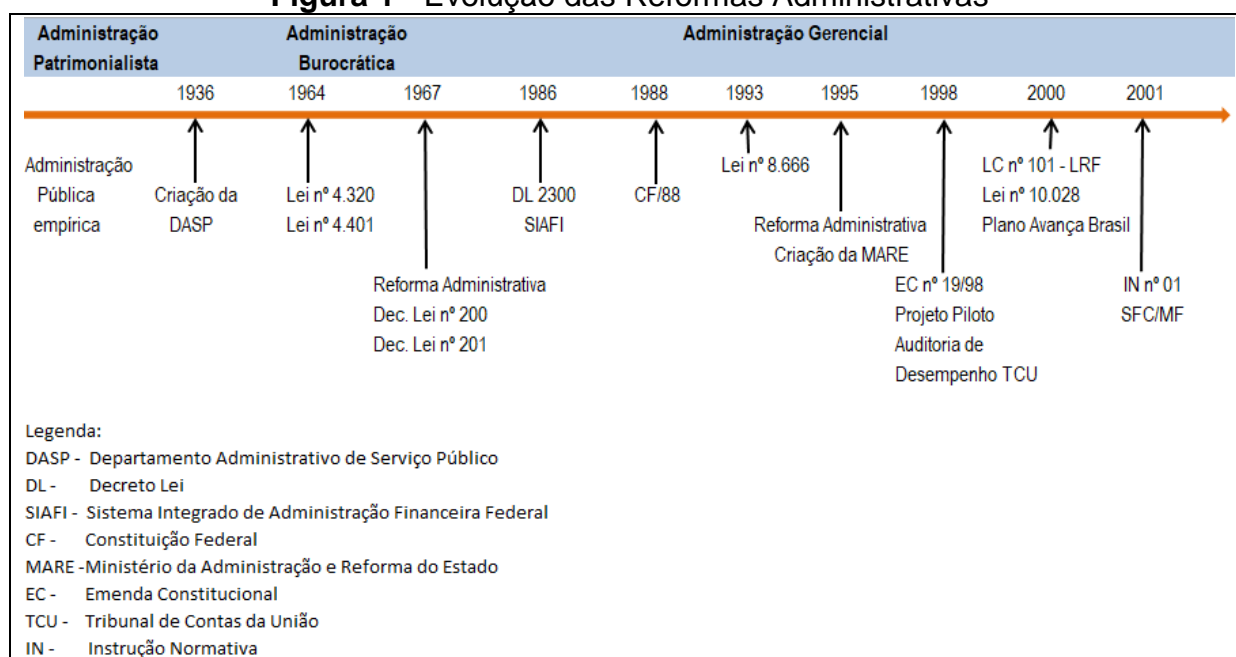 Figura 1 - Evolução das Reformas Administrativas
Administração Patrimonialista
Administração Burocrática
Administração Gerencial
1936 1964 1967 1986 1988 1993 1995 1998 2000 2001
Administração
Pública
empírica
Criação da
DASP
Lei nº 4.320
Lei nº 4.401
Reforma Administrativa
Dec. Lei nº 200
Dec. Lei nº 201
DL 2300
SIAFI
CF/88
Lei nº 8.666
Reforma Administrativa
Criação da MARE
EC nº 19/98
Projeto Piloto
Auditoria de
Desempenho TCU
LC nº 101 - LRF
Lei nº 10.028
Plano Avança Brasil
IN nº 01
SFC/MF
Legenda:
DASP - Departamento Administrativo de Serviço Público
DL - Decreto Lei
SIAFI - Sistema Integrado de Administração Financeira Federal
CF - Constituição Federal
MARE -Ministério da Administração e Reforma do Estado
EC - Emenda Constitucional
TCU - Tribunal de Contas da União
IN - Instrução Normativa